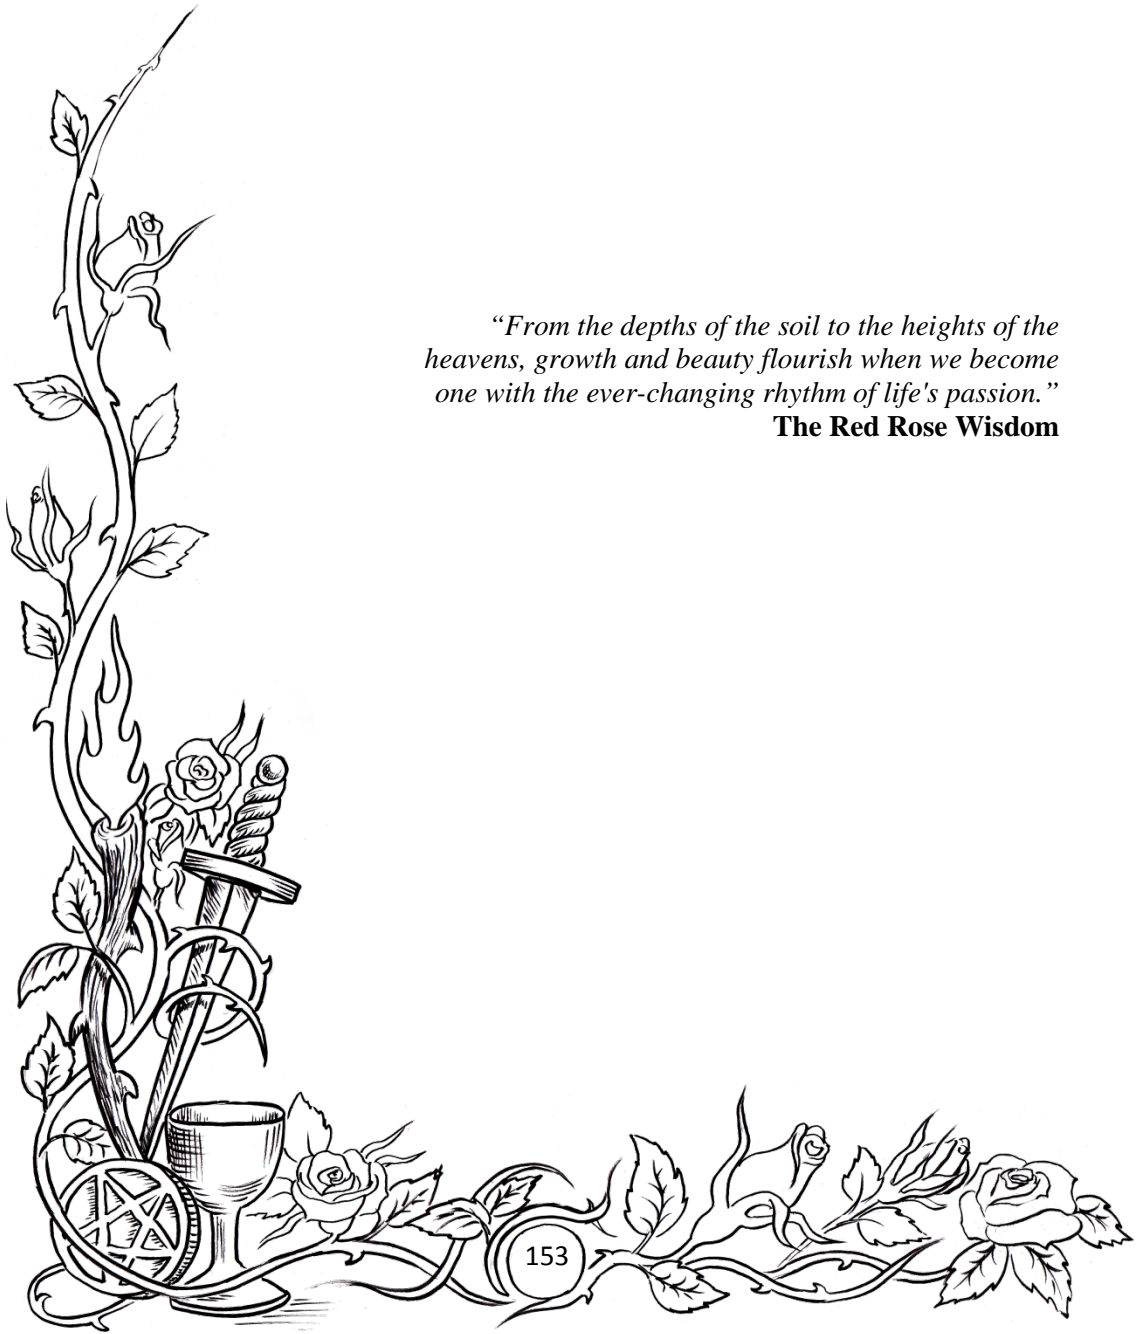 “From the depths of the soil to the heights of the
heavens, growth and beauty flourish when we become
one with the ever-changing rhythm of life's passion.”
The Red Rose Wisdom
153